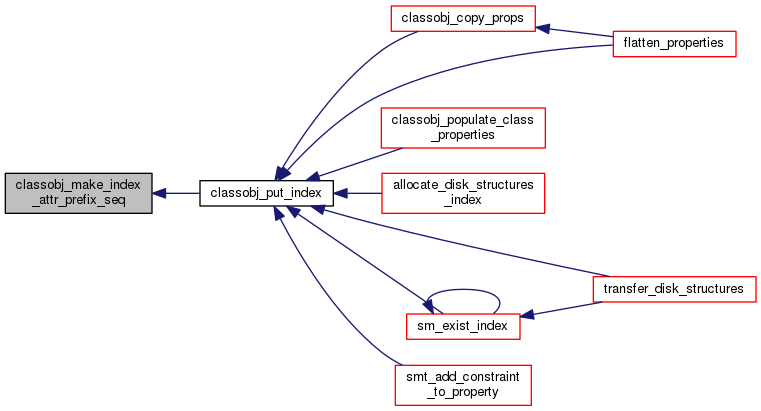 classobj_copy_props
flatten_properties
classobj_populate_class
_properties
classobj_make_index
_attr_prefix_seq
classobj_put_index
allocate_disk_structures
_index
transfer_disk_structures
sm_exist_index
smt_add_constraint
_to_property